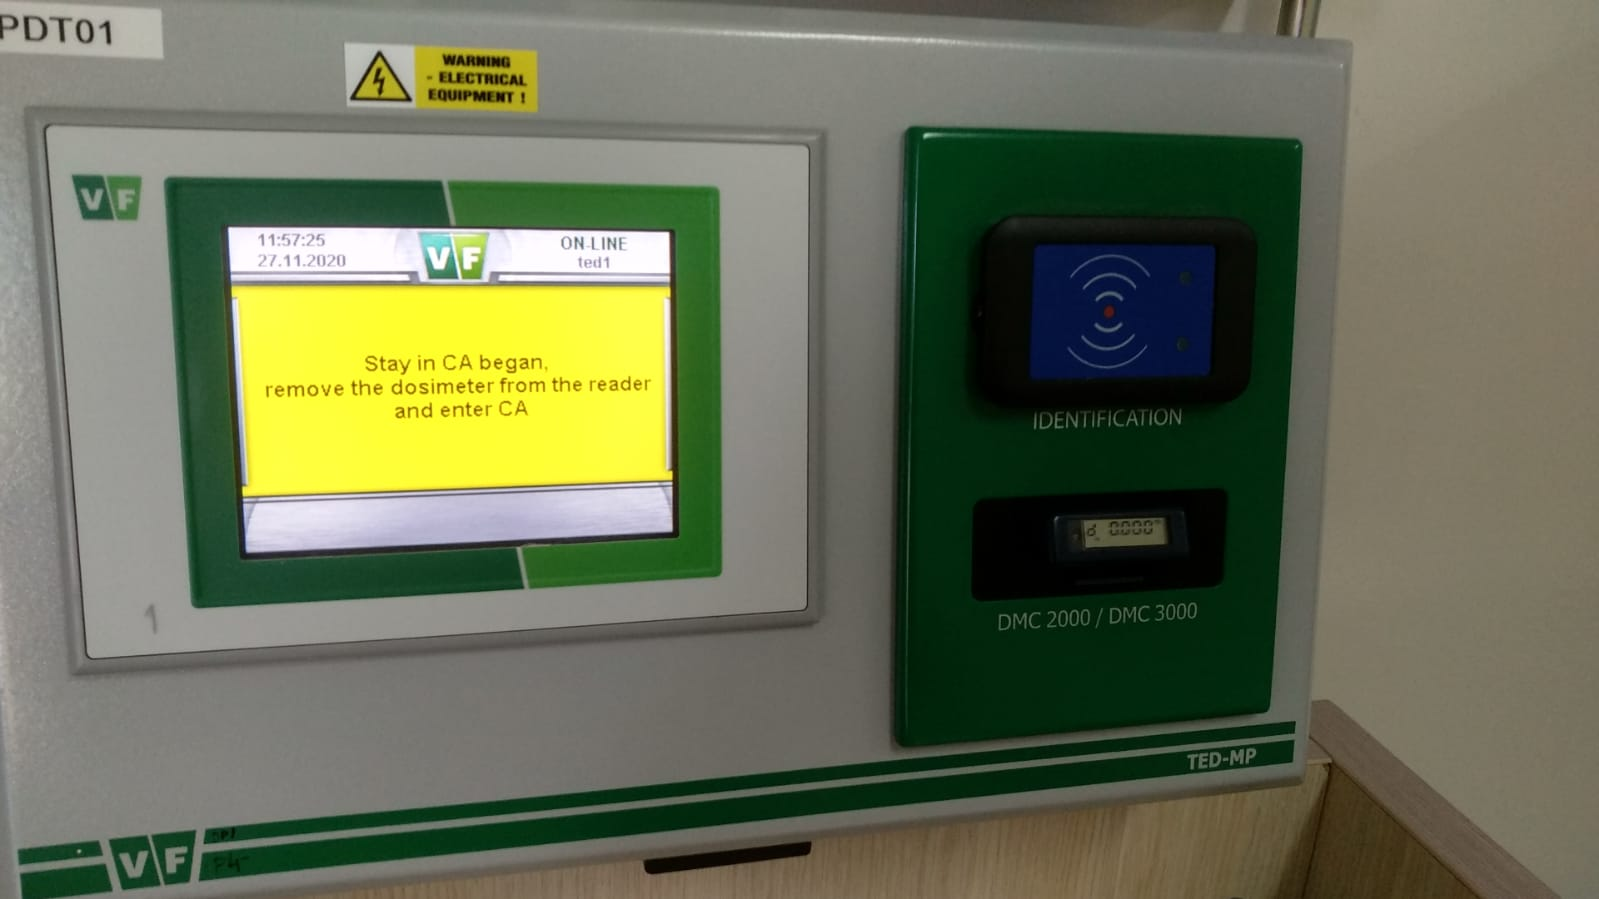 PDT01
WARNING
- ELECTRICAL
EQUIPMENT !
VF
11:57:25
27.11.2020
VF
ON-LINE
ted1
Stay in CA began,
remove the dosimeter from the reader
and enter CA
1
IDENTIFICATION
0.000
DMC 2000 / DMC 3000
TED-MP
VF